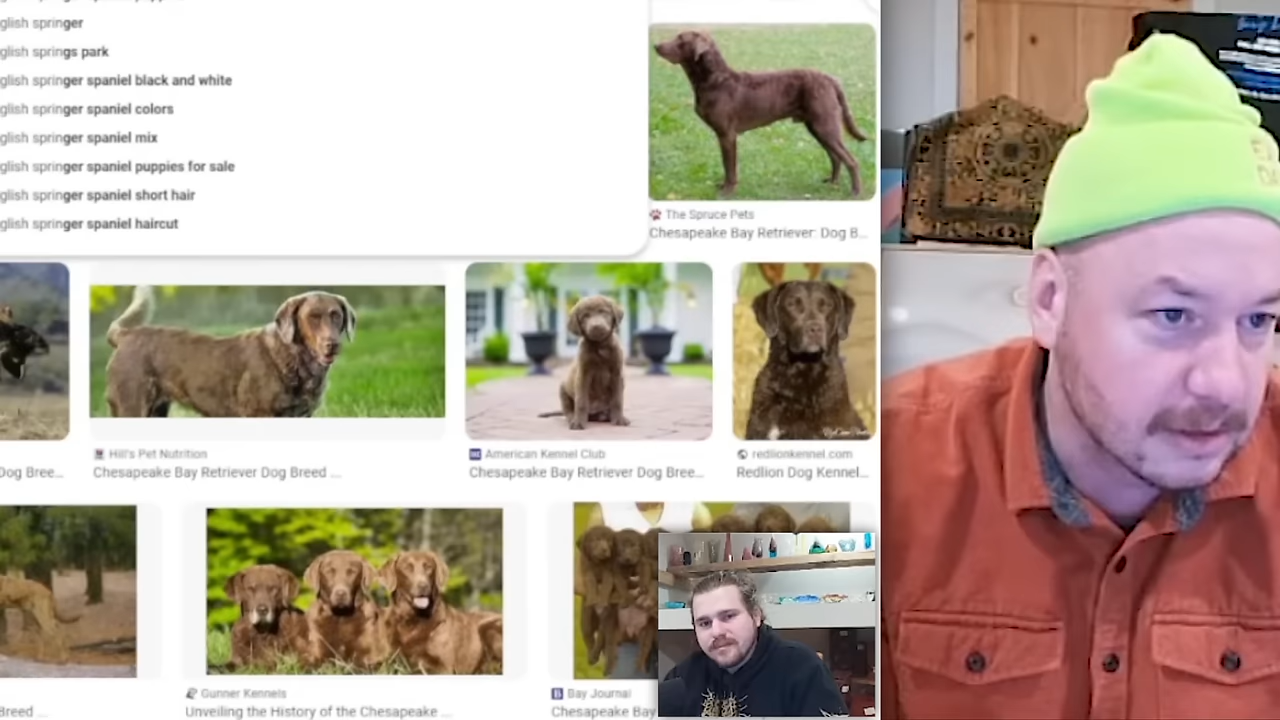 glish springer
glish springs park
glish springer spaniel black and white
glish springer spaniel colors
glish springer spaniel mix
glish springer spaniel puppies for sale
glish springer spaniel short hair
glish springer spaniel haircut
The Spruce Pets
Chesapeake Bay Retriever: Dog B...
Dog Bree...
Hill's Pet Nutrition
Chesapeake Bay Retriever Dog Breed ...
American Kennel Club
Chesapeake Bay Retriever Dog Bree...
redlionkennel.com
Redlion Dog Kennel...
Breed ...
Gunner Kennels
Unveiling the History of the Chesapeake ...
Bay Journal
Chesapeake Bay